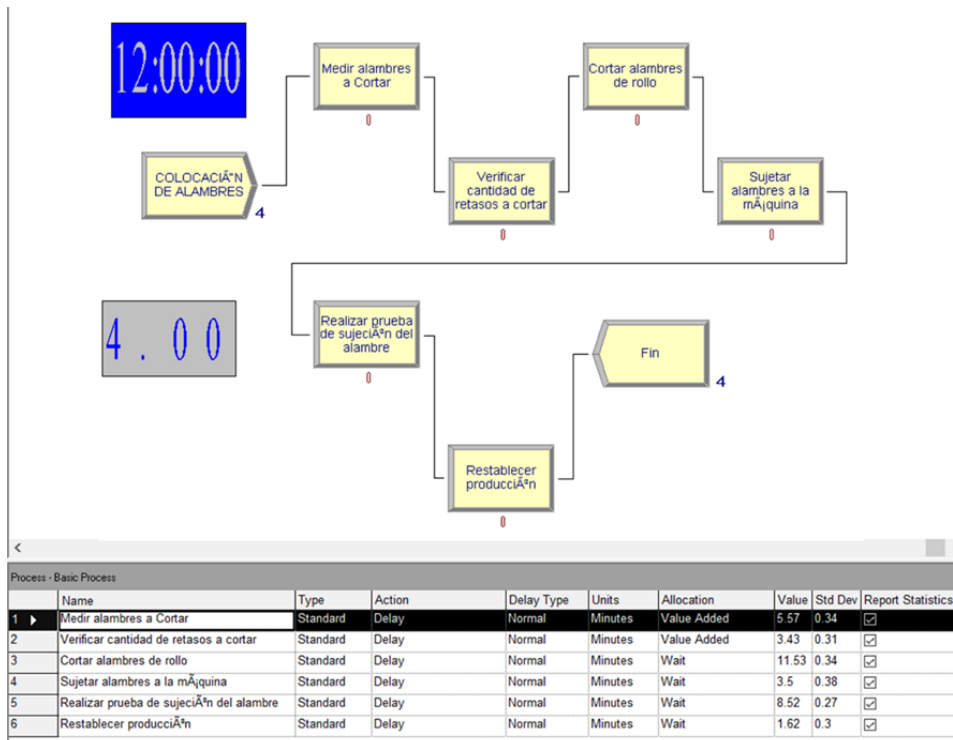 12:00:00
Medir alambres
a Cortar
0
Cortar alambres
de rollo
0
COLOCACIÃ"N
DE ALAMBRES
4
Verificar
cantidad de
retasos a cortar
0
Sujetar
alambres a la
mÃ¡quina
0
4.00
Realizar prueba
de sujeciÃªn del
alambre
0
Fin
4
Restablecer
producciÃªn
0
Process - Basic Process
Name Type Action Delay Type Units Allocation Value Std Dev Report Statistics
1 Medir alambres a Cortar Standard Delay Normal Minutes Value Added 5.57 0.34
2 Verificar cantidad de retasos a cortar Standard Delay Normal Minutes Value Added 3.43 0.31
3 Cortar alambres de rollo Standard Delay Normal Minutes Wait 11.53 0.34
4 Sujetar alambres a la mÃ¡quina Standard Delay Normal Minutes Wait 3.5 0.38
5 Realizar prueba de sujeciÃªn del alambre Standard Delay Normal Minutes Wait 8.52 0.27
6 Restablecer producciÃªn Standard Delay Normal Minutes Wait 1.62 0.3